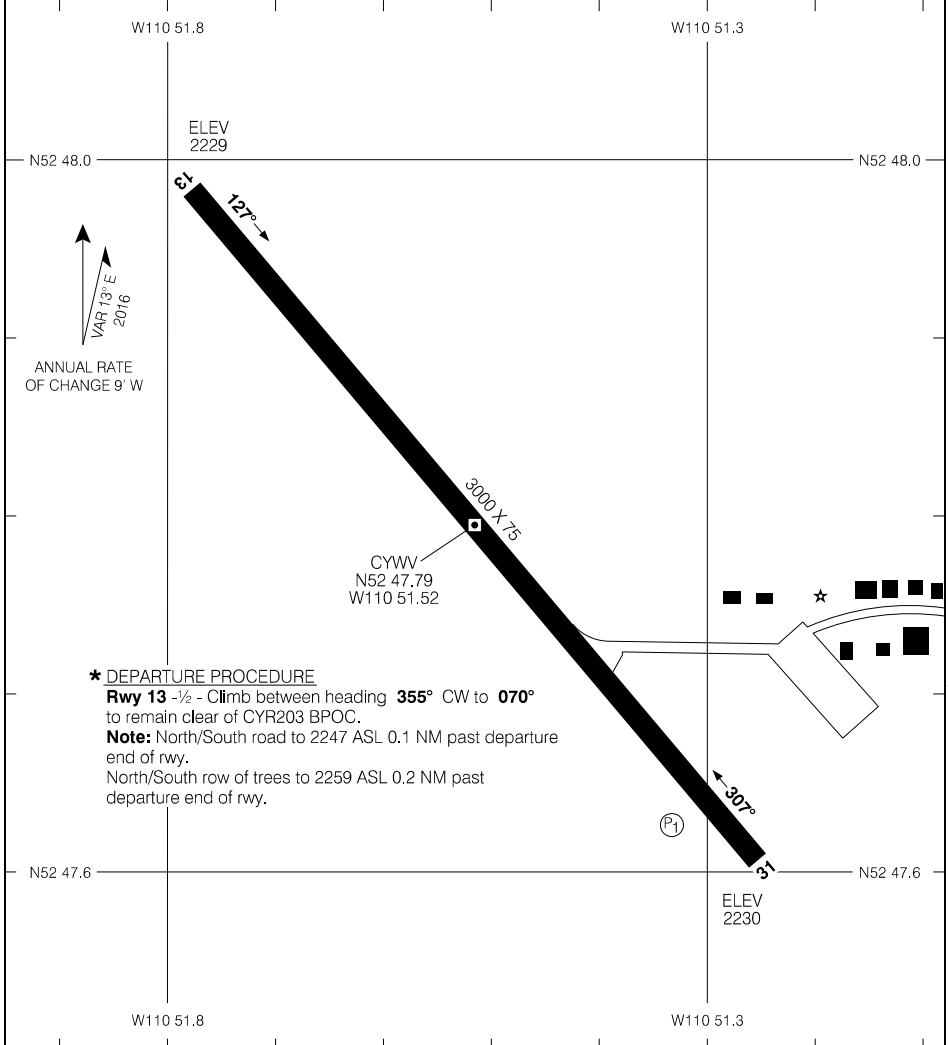 W110 51.8
W110 51.3
ELEV
2229
N52 48.0
N52 48.0
13
127°
VAR 13° E
2016
ANNUAL RATE
OF CHANGE 9' W
3000 X 75
CYWV
N52 47.79
W110 51.52
* DEPARTURE PROCEDURE
Rwy 13 -½ - Climb between heading 355° CW to 070°
to remain clear of CYR203 BPOC.
Note: North/South road to 2247 ASL 0.1 NM past departure
end of rwy.
North/South row of trees to 2259 ASL 0.2 NM past
departure end of rwy.
307°
P1
31
N52 47.6
N52 47.6
ELEV
2230
W110 51.8
W110 51.3